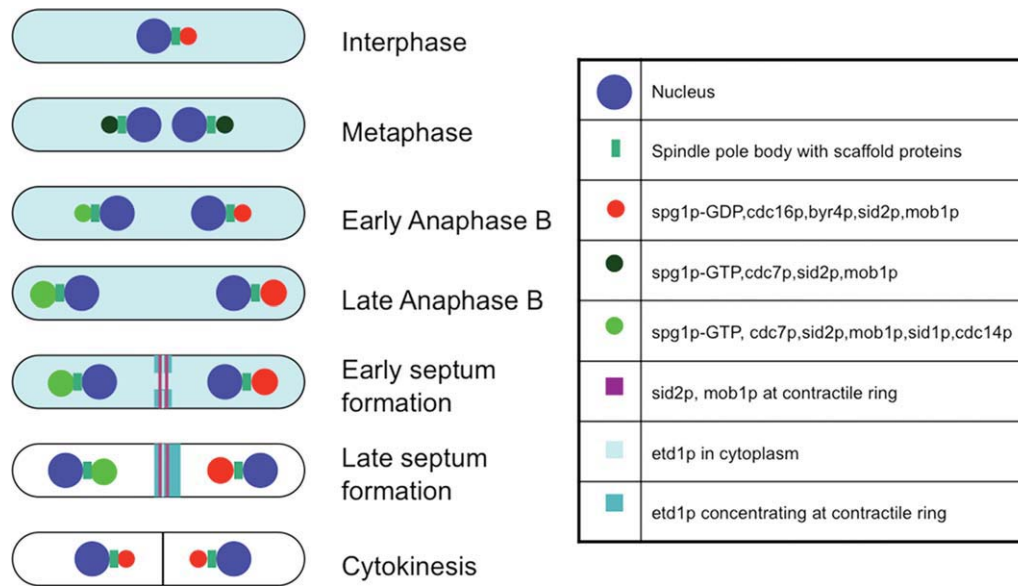 Interphase
Metaphase
Early Anaphase B
Late Anaphase B
Early septum
formation
Late septum
formation
Cytokinesis
Nucleus
Spindle pole body with scaffold proteins
spg1p-GDP,cdc16p,byr4p,sid2p,mob1p
spg1p-GTP,cdc7p,sid2p,mob1p
spg1p-GTP, cdc7p,sid2p,mob1p,sid1p,cdc14p
sid2p, mob1p at contractile ring
etd1p in cytoplasm
etd1p concentrating at contractile ring